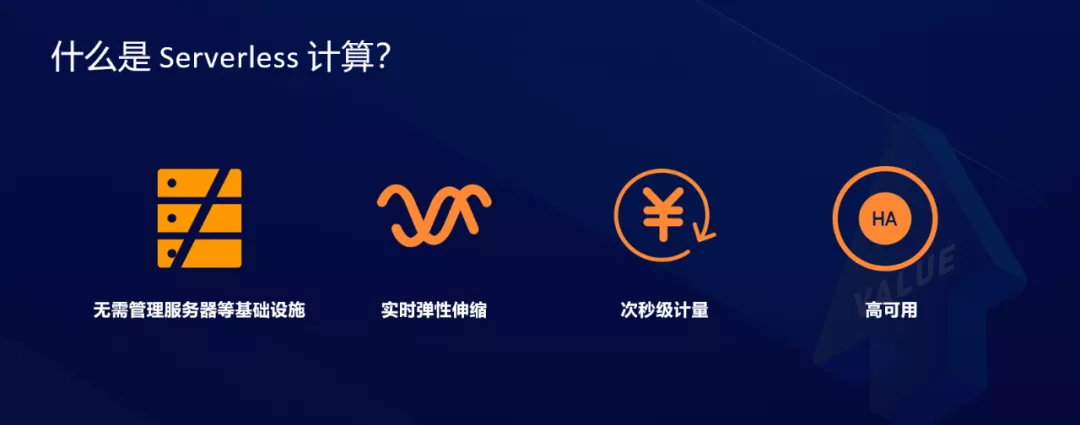 什么是 Serverless 计算？
HA
VALUE
无需管理服务器等基础设施
实时弹性伸缩
次秒级计量
高可用